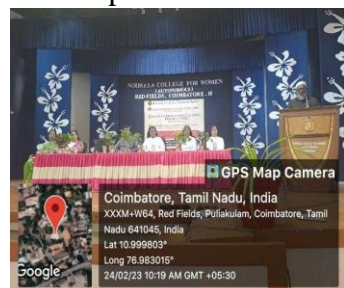 NIRMALA COLLEGE FOR WOMEN
(AUTONOMOUS)
RED FIELDS, COIMBATORE - 18
GPS Map Camera
Coimbatore, Tamil Nadu, India
XXXM+W64, Red Fields, Puliakulam, Coimbatore, Tamil
Nadu 641045, India
Lat 10.999803°
Long 76.983015°
24/02/23 10:19 AM GMT +05:30
Google